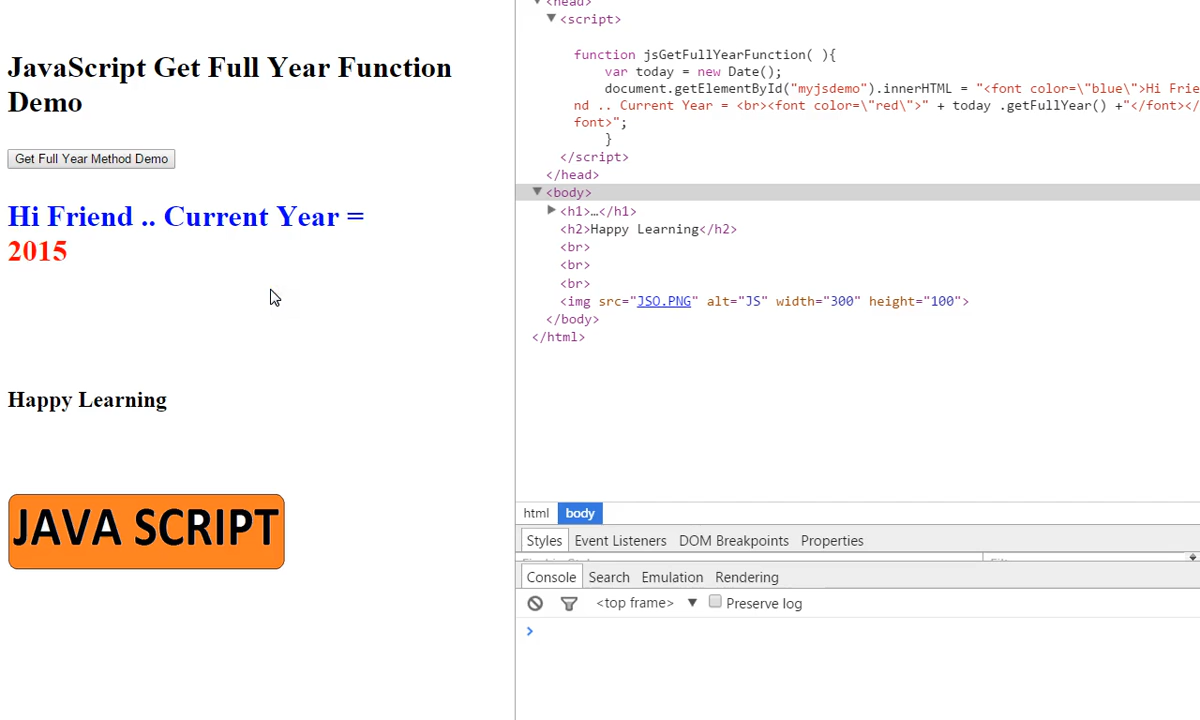 JavaScript Get Full Year Function
Demo
Get Full Year Method Demo
Hi Friend .. Current Year =
2015
Happy Learning
JAVA SCRIPT
<head>
<script>
function jsGetFullYearFunction( ){
var today = new Date();
document.getElementById("myjsdemo").innerHTML = "<font color=\"blue\">Hi Frie
nd .. Current Year = <br><font color=\"red\">" + today .getFullYear() +"</font></
font>";
}
</script>
</head>
<body>
<h1>…</h1>
<h2>Happy Learning</h2>
<br>
<br>
<br>
<img src="JSO.PNG" alt="JS" width="300" height="100">
</body>
</html>
html body
Styles Event Listeners DOM Breakpoints Properties
Console Search Emulation Rendering
<top frame> ▼ Preserve log
>